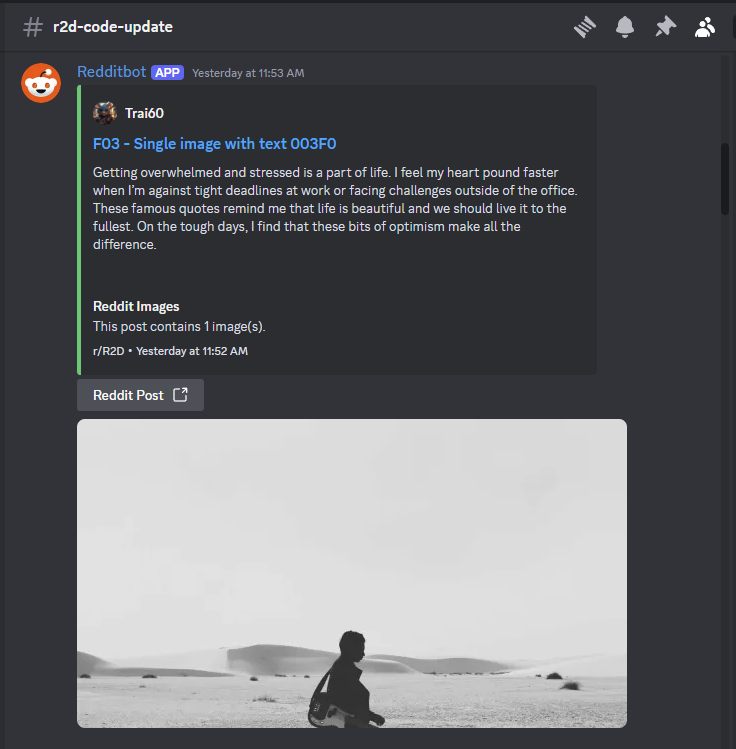 # r2d-code-update
Redditbot APP Yesterday at 11:53 AM
Trai60
F03 - Single image with text 003F0
Getting overwhelmed and stressed is a part of life. I feel my heart pound faster
when I'm against tight deadlines at work or facing challenges outside of the office.
These famous quotes remind me that life is beautiful and we should live it to the
fullest. On the tough days, I find that these bits of optimism make all the
difference.
Reddit Images
This post contains 1 image(s).
r/R2D • Yesterday at 11:52 AM
Reddit Post